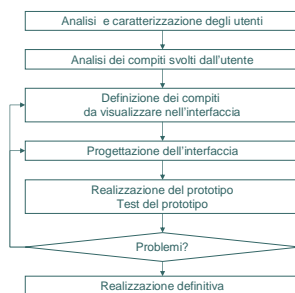 Analisi e caratterizzazione degli utenti
Analisi dei compiti svolti dall'utente
Definizione dei compiti
da visualizzare nell'interfaccia
Progettazione dell'interfaccia
Realizzazione del prototipo
Test del prototipo
Problemi?
Realizzazione definitiva